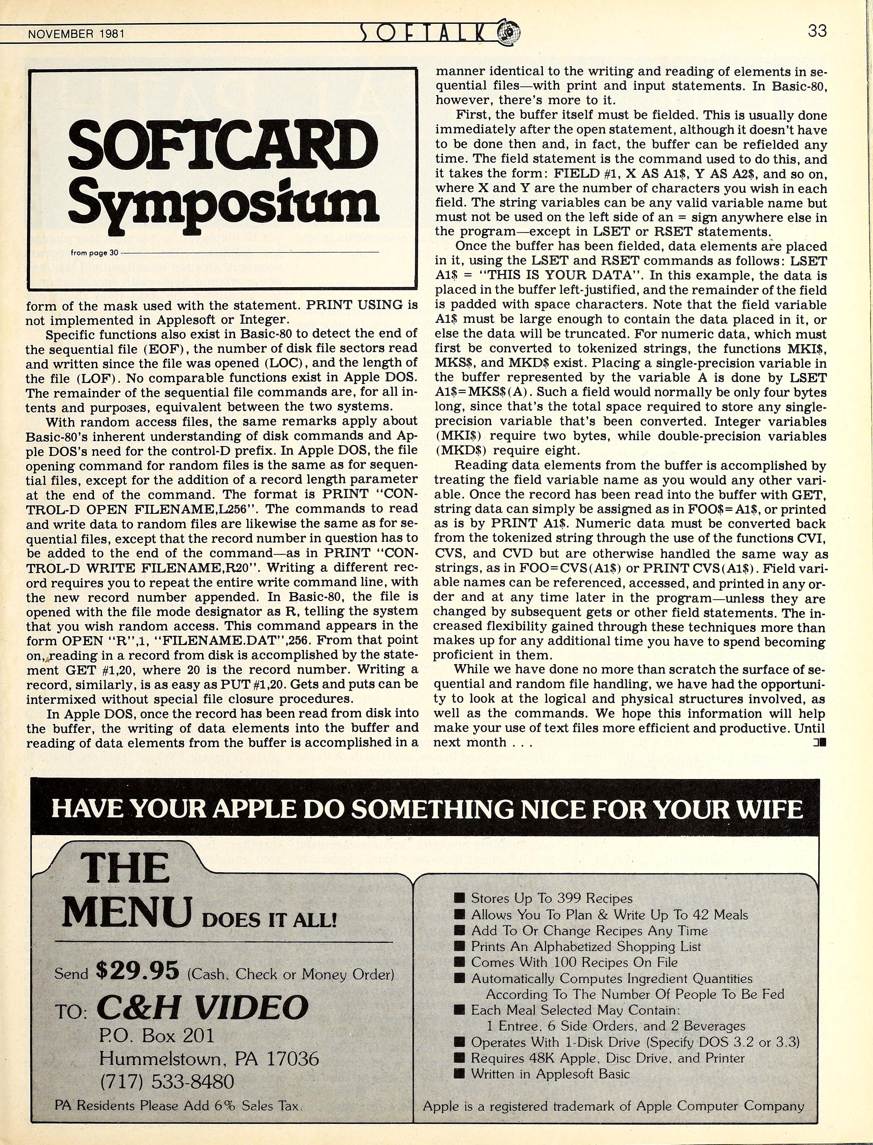 NOVEMBER 1981
SOFTALK
33
SOFTCARD
Symposium
from page 30
form of the mask used with the statement. PRINT USING is
not implemented in Applesoft or Integer.
Specific functions also exist in Basic-80 to detect the end of
the sequential file (EOF), the number of disk file sectors read
and written since the file was opened (LOC), and the length of
the file (LOF). No comparable functions exist in Apple DOS.
The remainder of the sequential file commands are, for all in-
tents and purposes, equivalent between the two systems.
With random access files, the same remarks apply about
Basic-80's inherent understanding of disk commands and Ap-
ple DOS's need for the control-D prefix. In Apple DOS, the file
opening command for random files is the same as for sequen-
tial files, except for the addition of a record length parameter
at the end of the command. The format is PRINT "CON-
TROL-D OPEN FILENAME,L256". The commands to read
and write data to random files are likewise the same as for se-
quential files, except that the record number in question has to
be added to the end of the command—as in PRINT "CON-
TROL-D WRITE FILENAME,R20". Writing a different rec-
ord requires you to repeat the entire write command line, with
the new record number appended. In Basic-80, the file is
opened with the file mode designator as R, telling the system
that you wish random access. This command appears in the
form OPEN "R",1, "FILENAME.DAT",256. From that point
on, reading in a record from disk is accomplished by the state-
ment GET #1,20, where 20 is the record number. Writing a
record, similarly, is as easy as PUT #1,20. Gets and puts can be
intermixed without special file closure procedures.
In Apple DOS, once the record has been read from disk into
the buffer, the writing of data elements into the buffer and
reading of data elements from the buffer is accomplished in a
manner identical to the writing and reading of elements in se-
quential files—with print and input statements. In Basic-80,
however, there's more to it.
First, the buffer itself must be fielded. This is usually done
immediately after the open statement, although it doesn't have
to be done then and, in fact, the buffer can be refielded any
time. The field statement is the command used to do this, and
it takes the form: FIELD #1, X AS A1$, Y AS A2$, and so on,
where X and Y are the number of characters you wish in each
field. The string variables can be any valid variable name but
must not be used on the left side of an = sign anywhere else in
the program—except in LSET or RSET statements.
Once the buffer has been fielded, data elements are placed
in it, using the LSET and RSET commands as follows: LSET
A1$ = "THIS IS YOUR DATA". In this example, the data is
placed in the buffer left-justified, and the remainder of the field
is padded with space characters. Note that the field variable
A1$ must be large enough to contain the data placed in it, or
else the data will be truncated. For numeric data, which must
first be converted to tokenized strings, the functions MKI$,
MKS$, and MKD$ exist. Placing a single-precision variable in
the buffer represented by the variable A is done by LSET
A1$=MKS$(A). Such a field would normally be only four bytes
long, since that's the total space required to store any single-
precision variable that's been converted. Integer variables
(MKI$) require two bytes, while double-precision variables
(MKD$) require eight.
Reading data elements from the buffer is accomplished by
treating the field variable name as you would any other vari-
able. Once the record has been read into the buffer with GET,
string data can simply be assigned as in FOO$=A1$, or printed
as is by PRINT A1$. Numeric data must be converted back
from the tokenized string through the use of the functions CVI,
CVS, and CVD but are otherwise handled the same way as
strings, as in FOO=CVS(A1$) or PRINT CVS(A1$). Field vari-
able names can be referenced, accessed, and printed in any or-
der and at any time later in the program—unless they are
changed by subsequent gets or other field statements. The in-
creased flexibility gained through these techniques more than
makes up for any additional time you have to spend becoming
proficient in them.
While we have done no more than scratch the surface of se-
quential and random file handling, we have had the opportuni-
ty to look at the logical and physical structures involved, as
well as the commands. We hope this information will help
make your use of text files more efficient and productive. Until
next month . . .
HAVE YOUR APPLE DO SOMETHING NICE FOR YOUR WIFE
THE
MENU DOES IT ALL!
Send $29.95 (Cash, Check or Money Order)
TO: C&H VIDEO
P.O. Box 201
Hummelstown, PA 17036
(717) 533-8480
PA Residents Please Add 6% Sales Tax.
■ Stores Up To 399 Recipes
■ Allows You To Plan & Write Up To 42 Meals
■ Add To Or Change Recipes Any Time
■ Prints An Alphabetized Shopping List
■ Comes With 100 Recipes On File
■ Automatically Computes Ingredient Quantities
According To The Number Of People To Be Fed
■ Each Meal Selected May Contain:
1 Entree, 6 Side Orders, and 2 Beverages
■ Operates With 1-Disk Drive (Specify DOS 3.2 or 3.3)
■ Requires 48K Apple, Disc Drive, and Printer
■ Written in Applesoft Basic
Apple is a registered trademark of Apple Computer Company